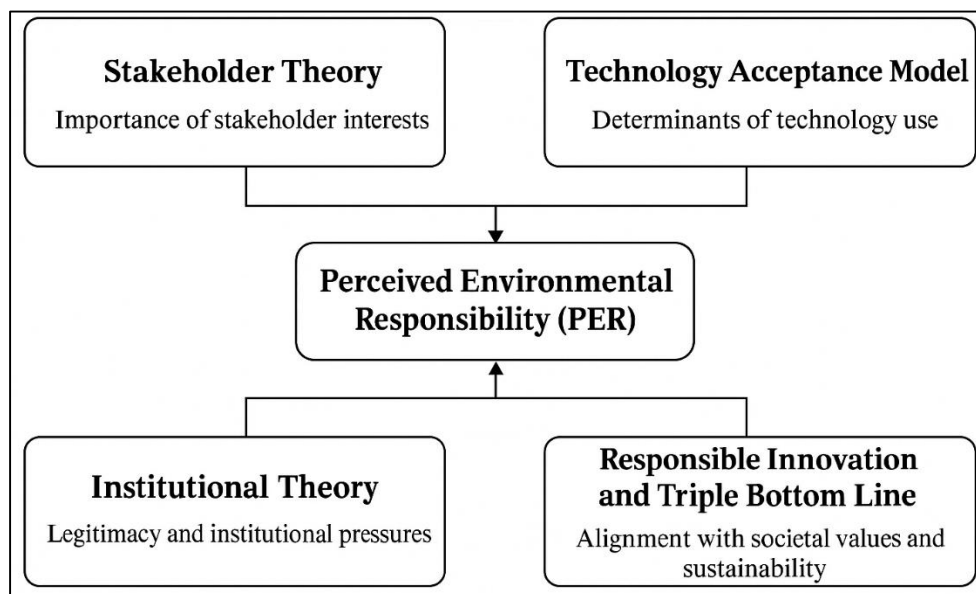 Stakeholder Theory
Importance of stakeholder interests
Technology Acceptance Model
Determinants of technology use
Perceived Environmental
Responsibility (PER)
Institutional Theory
Legitimacy and institutional pressures
Responsible Innovation
and Triple Bottom Line
Alignment with societal values and
sustainability